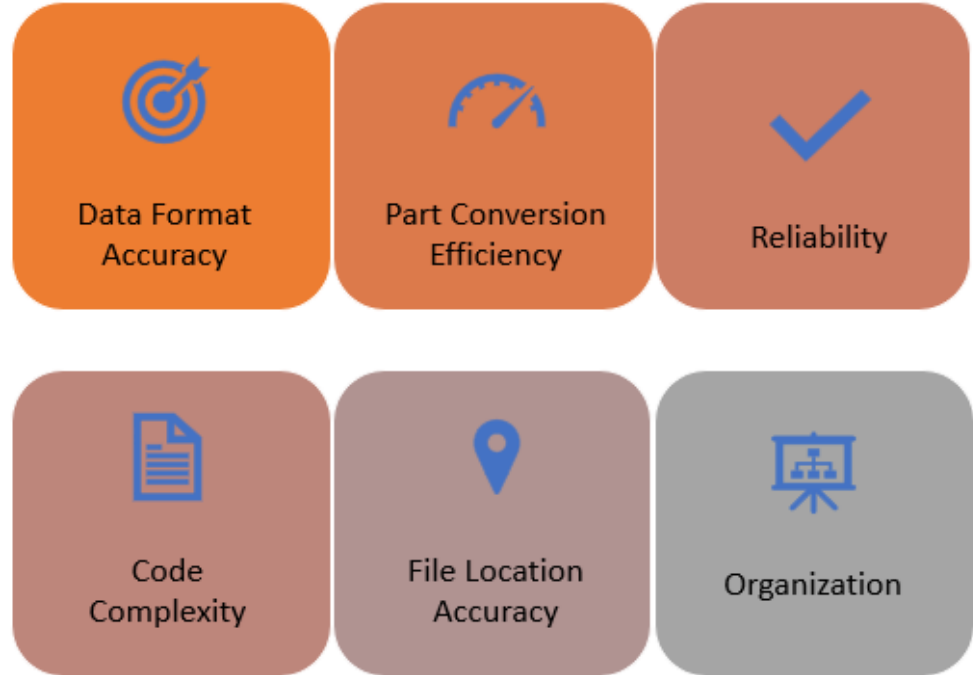 Data Format
Accuracy
Part Conversion
Efficiency
Reliability
Code
Complexity
File Location
Accuracy
Organization